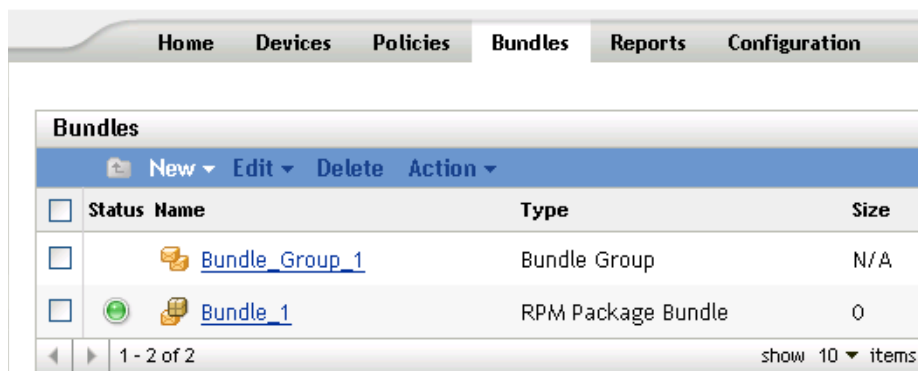 Home Devices Policies Bundles Reports Configuration
Bundles
New Edit Delete Action
Status Name Type Size
Bundle_Group_1 Bundle Group N/A
Bundle_1 RPM Package Bundle 0
1 - 2 of 2 show 10 items